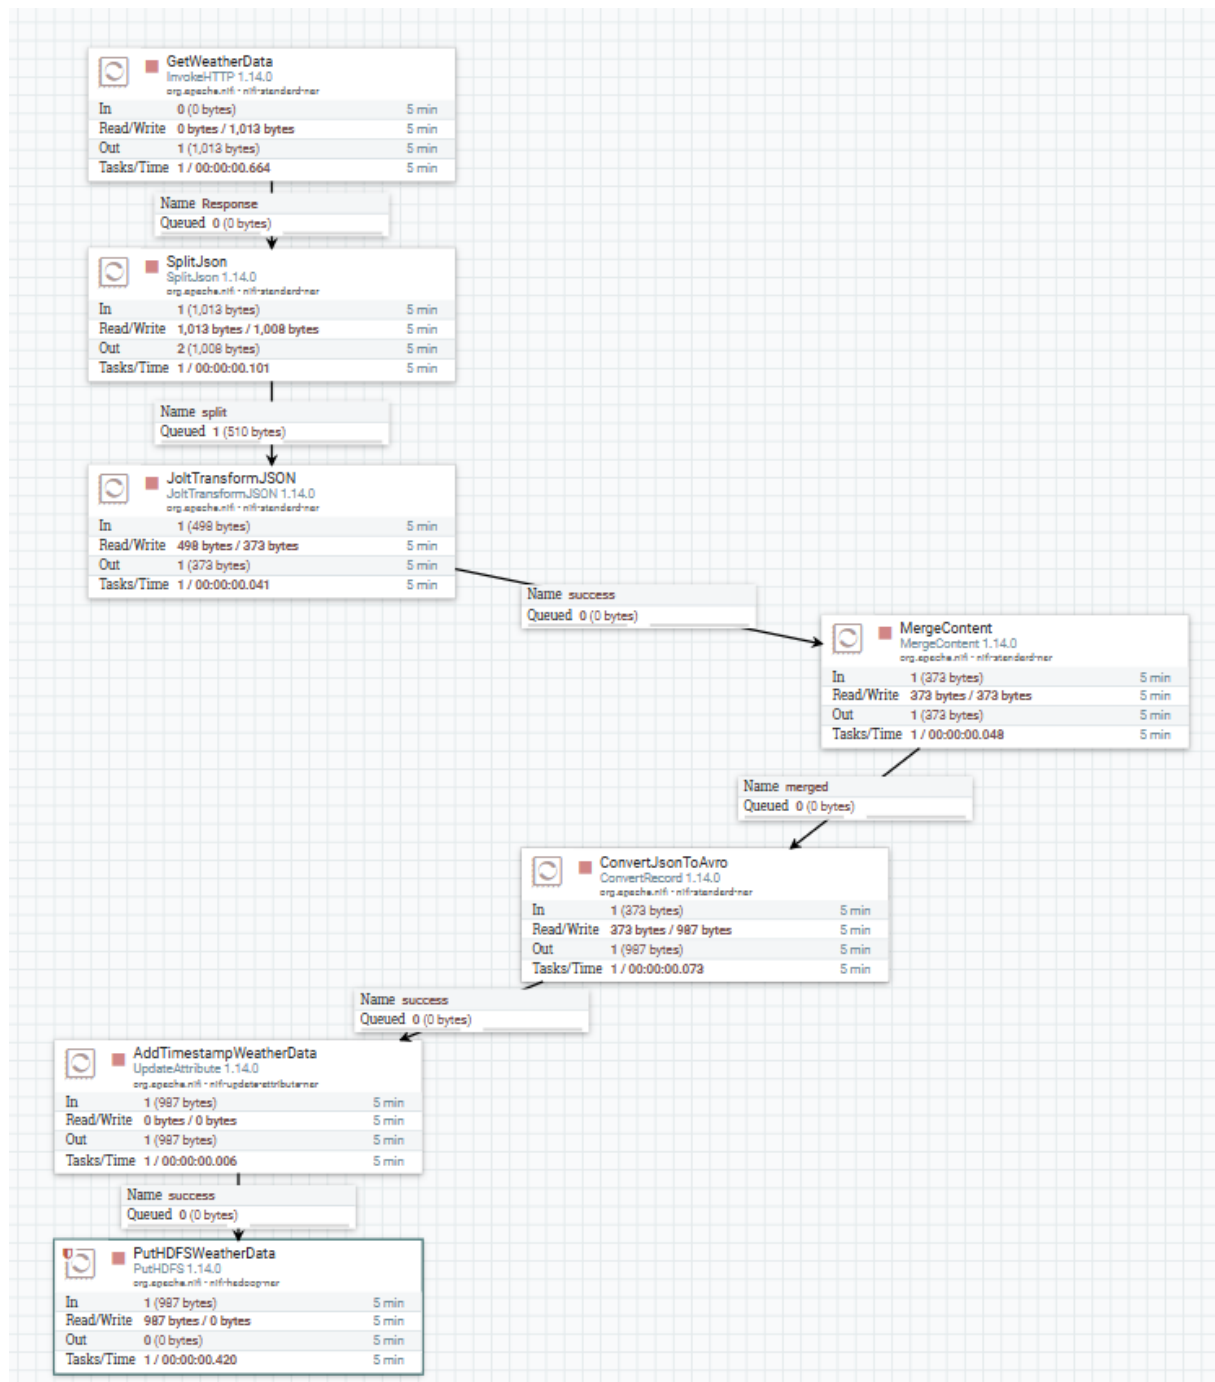 GetWeatherData
InvokeHTTP 1.14.0
org.apache.nifi - nifi-standard-nar
In 0 (0 bytes) 5 min
Read/Write 0 bytes / 1,013 bytes 5 min
Out 1 (1,013 bytes) 5 min
Tasks/Time 1 / 00:00:00.664 5 min
Name Response
Queued 0 (0 bytes)
SplitJson
SplitJson 1.14.0
org.apache.nifi - nifi-standard-nar
In 1 (1,013 bytes) 5 min
Read/Write 1,013 bytes / 1,008 bytes 5 min
Out 2 (1,008 bytes) 5 min
Tasks/Time 1 / 00:00:00.101 5 min
Name split
Queued 1 (510 bytes)
JoltTransformJSON
JoltTransformJSON 1.14.0
org.apache.nifi - nifi-standard-nar
In 1 (498 bytes) 5 min
Read/Write 498 bytes / 373 bytes 5 min
Out 1 (373 bytes) 5 min
Tasks/Time 1 / 00:00:00.041 5 min
Name success
Queued 0 (0 bytes)
MergeContent
MergeContent 1.14.0
org.apache.nifi - nifi-standard-nar
In 1 (373 bytes) 5 min
Read/Write 373 bytes / 373 bytes 5 min
Out 1 (373 bytes) 5 min
Tasks/Time 1 / 00:00:00.048 5 min
Name merged
Queued 0 (0 bytes)
ConvertJsonToAvro
ConvertRecord 1.14.0
org.apache.nifi - nifi-standard-nar
In 1 (373 bytes) 5 min
Read/Write 373 bytes / 987 bytes 5 min
Out 1 (987 bytes) 5 min
Tasks/Time 1 / 00:00:00.073 5 min
Name success
Queued 0 (0 bytes)
AddTimestampWeatherData
UpdateAttribute 1.14.0
org.apache.nifi - nifi-update-attribute-nar
In 1 (987 bytes) 5 min
Read/Write 0 bytes / 0 bytes 5 min
Out 1 (987 bytes) 5 min
Tasks/Time 1 / 00:00:00.006 5 min
Name success
Queued 0 (0 bytes)
PutHDFSWeatherData
PutHDFS 1.14.0
org.apache.nifi - nifi-hadoop-nar
In 1 (987 bytes) 5 min
Read/Write 987 bytes / 0 bytes 5 min
Out 0 (0 bytes) 5 min
Tasks/Time 1 / 00:00:00.420 5 min